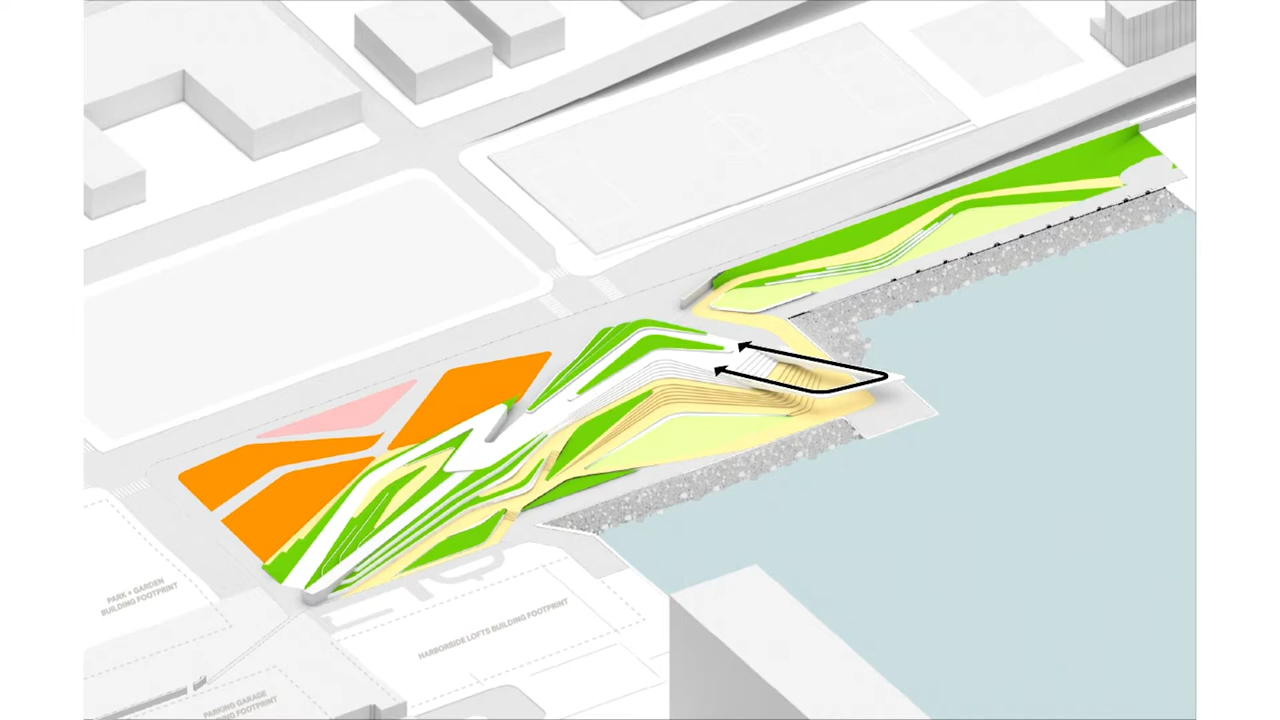 PARK + GARDEN
BUILDING FOOTPRINT
HARBORSIDE LOFTS BUILDING FOOTPRINT
PARKING GARAGE
BUILDING FOOTPRINT